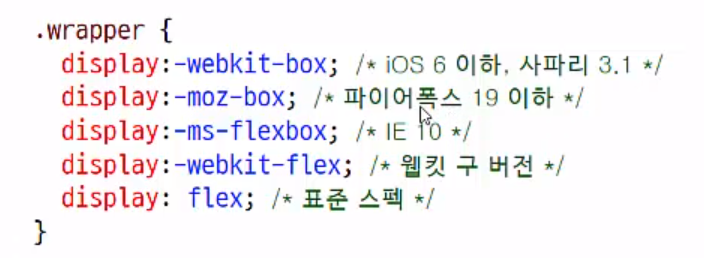 .wrapper {
display:-webkit-box; /* iOS 6 이하, 사파리 3.1 */
display:-moz-box; /* 파이어폭스 19 이하 */
display:-ms-flexbox; /* IE 10 */
display:-webkit-flex; /* 웹킷 구 버전 */
display: flex; /* 표준 스펙 */
}